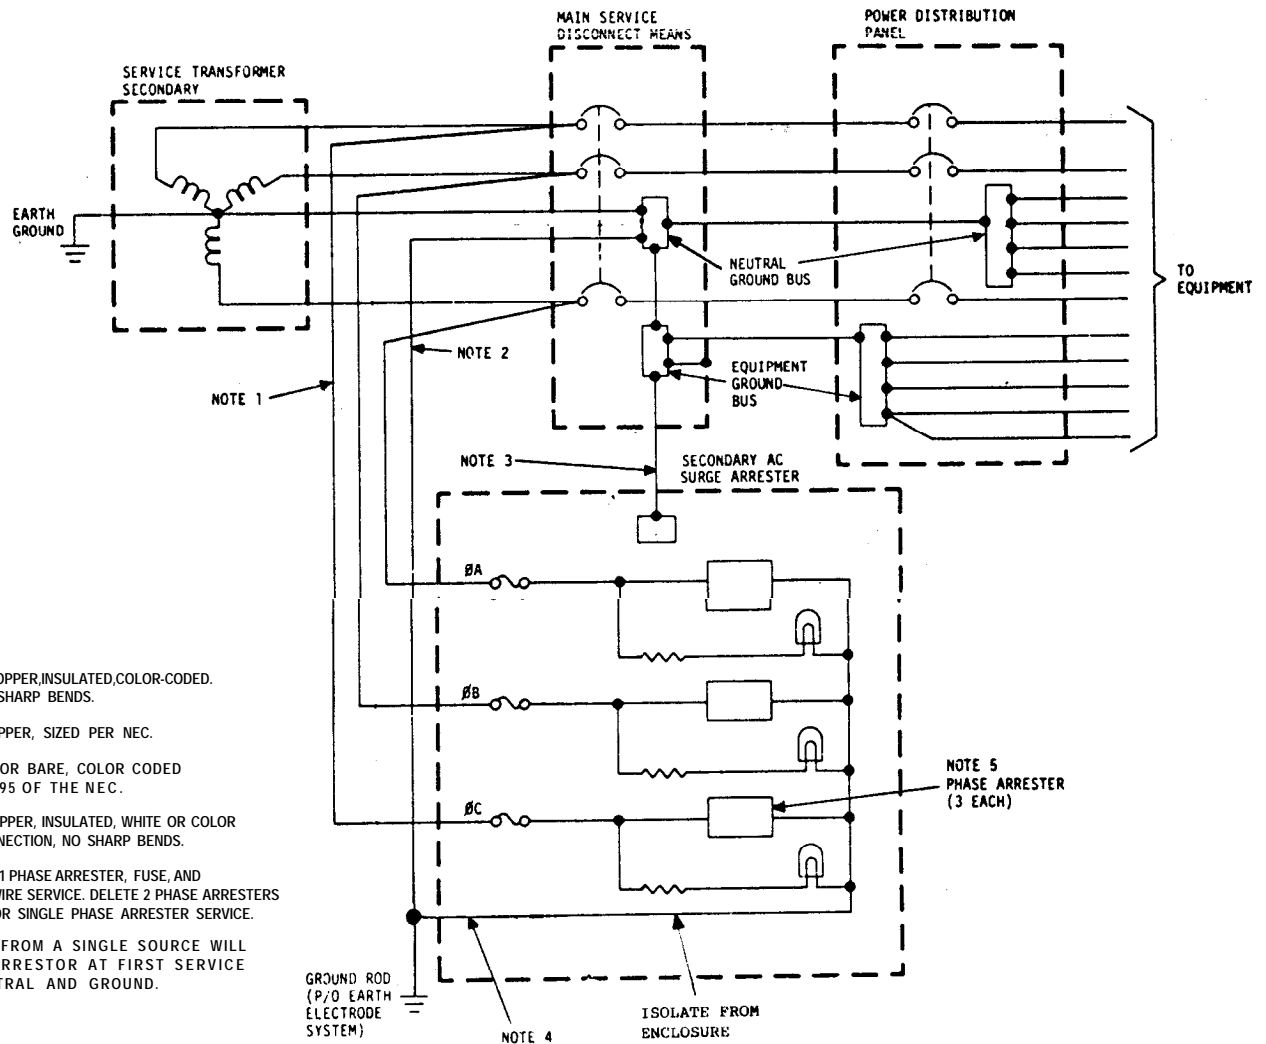 MAIN SERVICE
DISCONNECT MEANS
POWER DISTRIBUTION
PANEL
SERVICE TRANSFORMER
SECONDARY
EARTH
GROUND
NEUTRAL
GROUND BUS
TO
EQUIPMENT
NOTE 2
EQUIPMENT
GROUND
BUS
NOTE 1
NOTE 3
SECONDARY AC
SURGE ARRESTER
ØA
ØB
ØC
NOTE 5
PHASE ARRESTER
(3 EACH)
OPPER,INSULATED,COLOR-CODED.
SHARP BENDS.
PPER, SIZED PER NEC.
OR BARE, COLOR CODED
95 OF THE NEC.
PPER, INSULATED, WHITE OR COLOR
NECTION, NO SHARP BENDS.
1 PHASE ARRESTER, FUSE, AND
WIRE SERVICE. DELETE 2 PHASE ARRESTERS
OR SINGLE PHASE ARRESTER SERVICE.
FROM A SINGLE SOURCE WILL
RRESTOR AT FIRST SERVICE
TRAL AND GROUND.
GROUND ROD
(P/O EARTH
ELECTRODE
SYSTEM)
NOTE 4
ISOLATE FROM
ENCLOSURE